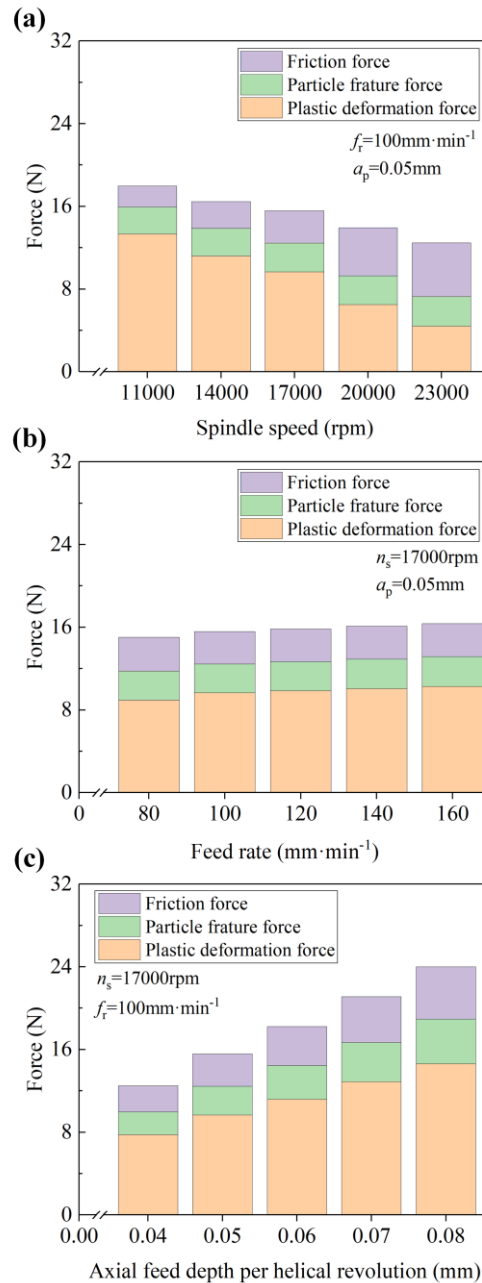 (a)
32
24
16
8
0
Force (N)
Friction force
Particle frature force
Plastic deformation force
fr=100mm·min-1
ap=0.05mm
11000 14000 17000 20000 23000
Spindle speed (rpm)
(b)
32
24
16
8
0
Force (N)
Friction force
Particle frature force
Plastic deformation force
ns=17000rpm
ap=0.05mm
0 80 100 120 140 160
Feed rate (mm·min-1)
(c)
32
24
16
8
0
Force (N)
Friction force
Particle frature force
Plastic deformation force
ns=17000rpm
fr=100mm·min-1
0.00 0.04 0.05 0.06 0.07 0.08
Axial feed depth per helical revolution (mm)